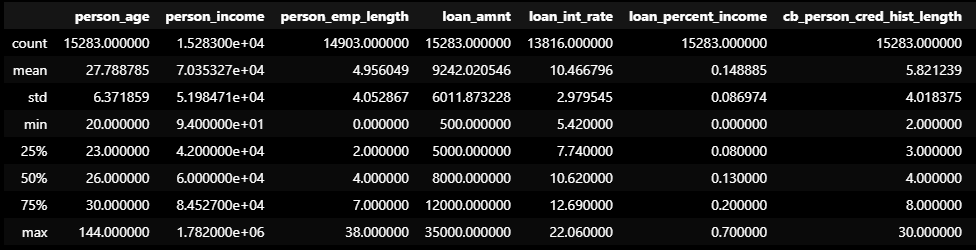 person_age person_income person_emp_length loan_amnt loan_int_rate loan_percent_income cb_person_cred_hist_length
count 15283.000000 1.528300e+04 14903.000000 15283.000000 13816.000000 15283.000000 15283.000000
mean 27.788785 7.035327e+04 4.956049 9242.020546 10.466796 0.148885 5.821239
std 6.371859 5.198471e+04 4.052867 6011.873228 2.979545 0.086974 4.018375
min 20.000000 9.400000e+01 0.000000 500.000000 5.420000 0.000000 2.000000
25% 23.000000 4.200000e+04 2.000000 5000.000000 7.740000 0.080000 3.000000
50% 26.000000 6.000000e+04 4.000000 8000.000000 10.620000 0.130000 4.000000
75% 30.000000 8.452700e+04 7.000000 12000.000000 12.690000 0.200000 8.000000
max 144.000000 1.782000e+06 38.000000 35000.000000 22.060000 0.700000 30.000000